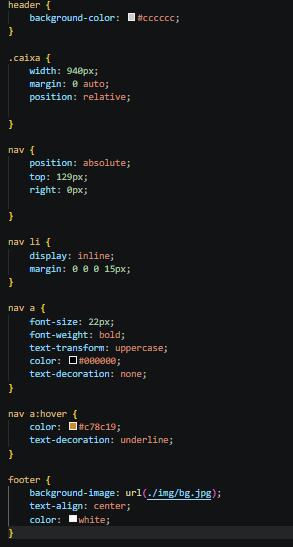 header {
background-color: #cccccc;
}
.caixa {
width: 940px;
margin: 0 auto;
position: relative;
}
nav {
position: absolute;
top: 129px;
right: 0px;
}
nav li {
display: inline;
margin: 0 0 0 15px;
}
nav a {
font-size: 22px;
font-weight: bold;
text-transform: uppercase;
color: #000000;
text-decoration: none;
}
nav a:hover {
color: #c78c19;
text-decoration: underline;
}
footer {
background-image: url(./img/bg.jpg);
text-align: center;
color: white;
}